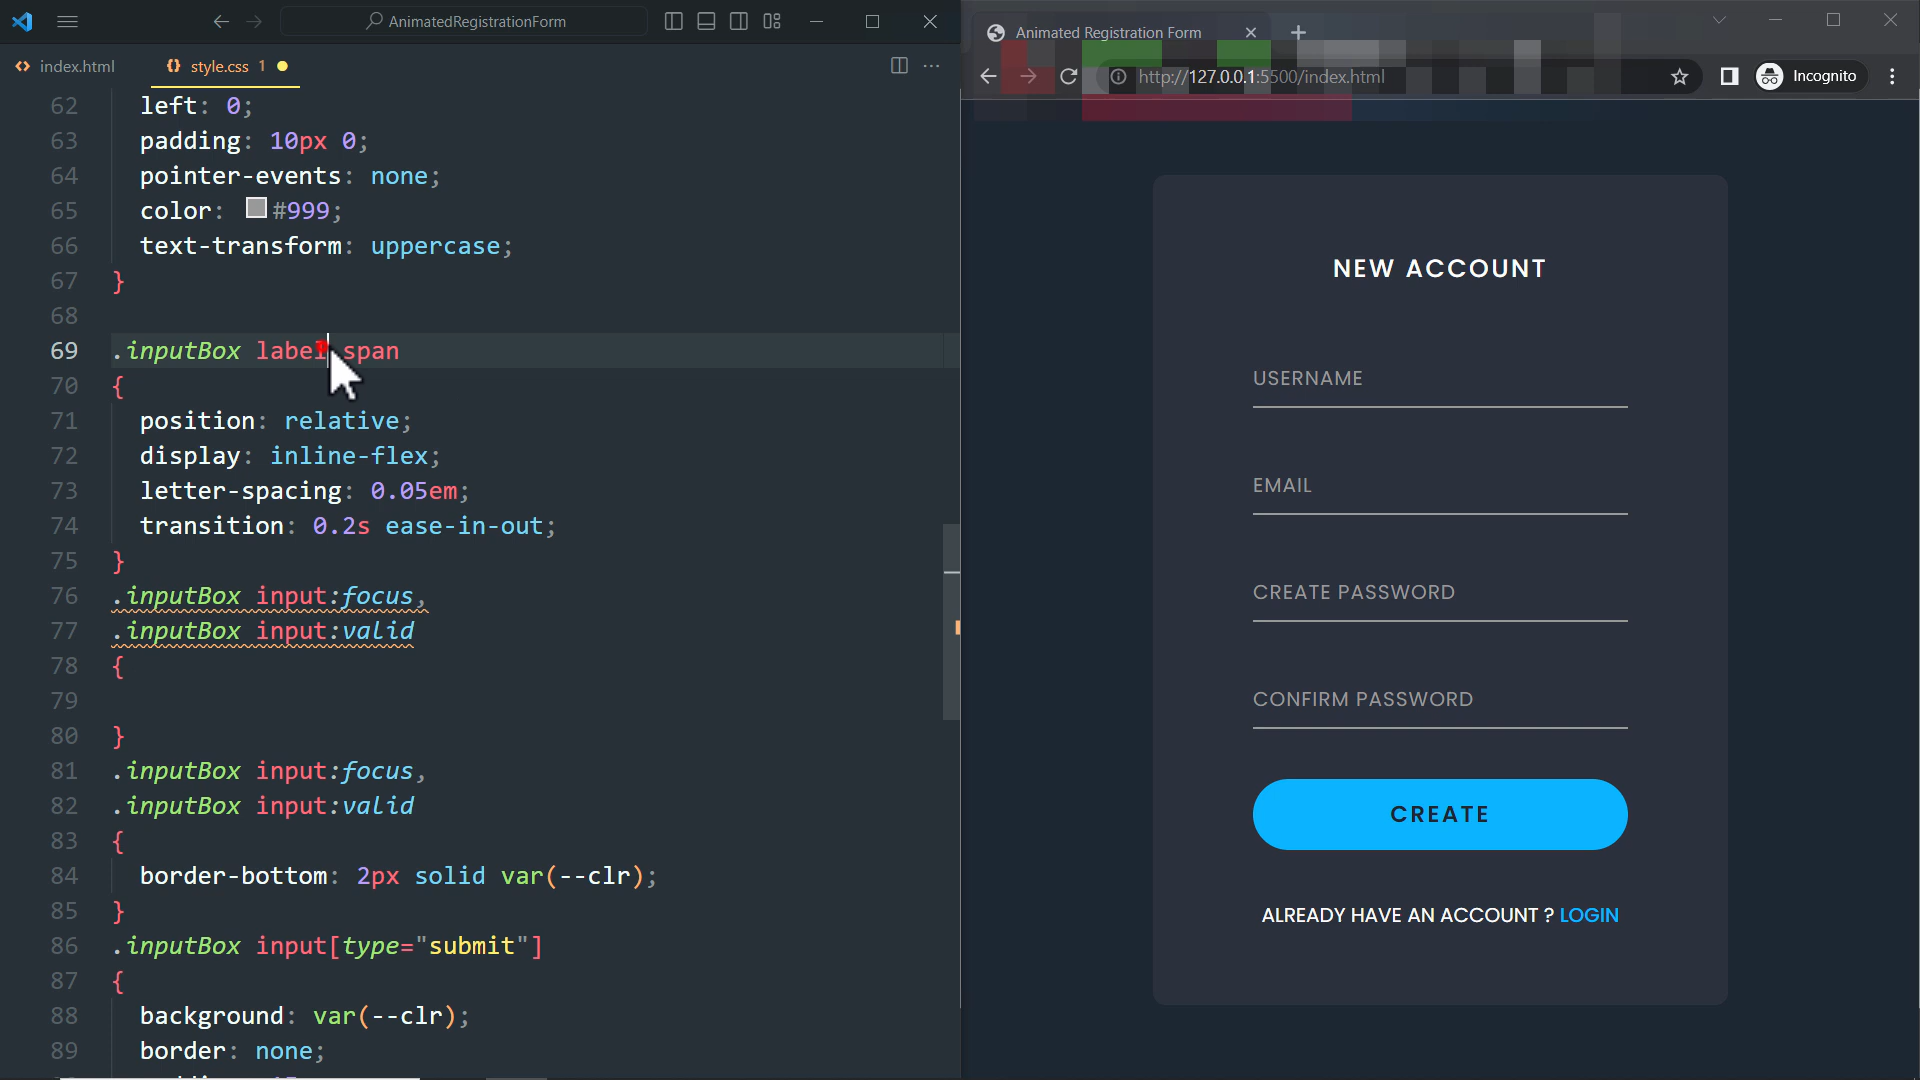 AnimatedRegistrationForm
index.html
style.css 1
62 left: 0;
63 padding: 10px 0;
64 pointer-events: none;
65 color: #999;
66 text-transform: uppercase;
67 }
68
69 .inputBox label span
70 {
71 position: relative;
72 display: inline-flex;
73 letter-spacing: 0.05em;
74 transition: 0.2s ease-in-out;
75 }
76 .inputBox input:focus,
77 .inputBox input:valid
78 {
79
80 }
81 .inputBox input:focus,
82 .inputBox input:valid
83 {
84 border-bottom: 2px solid var(--clr);
85 }
86 .inputBox input[type="submit"]
87 {
88 background: var(--clr);
89 border: none;
Animated Registration Form
http://127.0.0.1:5500/index.html
Incognito
NEW ACCOUNT
USERNAME
EMAIL
CREATE PASSWORD
CONFIRM PASSWORD
CREATE
ALREADY HAVE AN ACCOUNT ? LOGIN